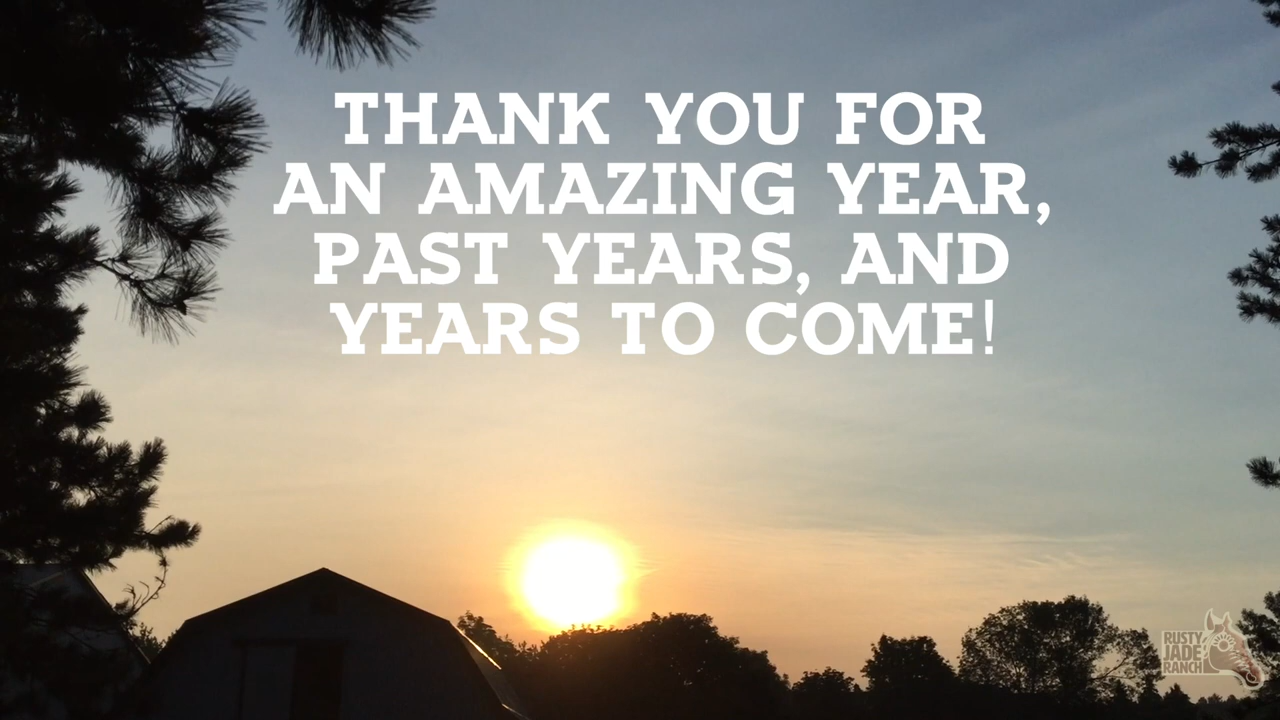 THANK YOU FOR
AN AMAZING YEAR,
PAST YEARS, AND
YEARS TO COME!
RUSTY
JADE
RANCH